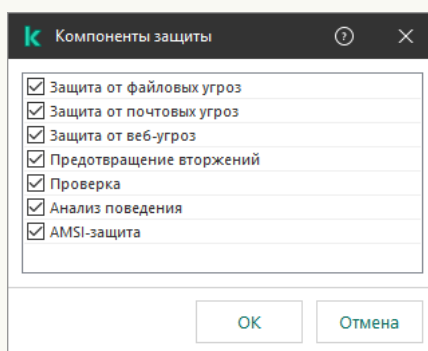 Компоненты защиты
Защита от файловых угроз
Защита от почтовых угроз
Защита от веб-угроз
Предотвращение вторжений
Проверка
Анализ поведения
AMSI-защита
ОК
Отмена